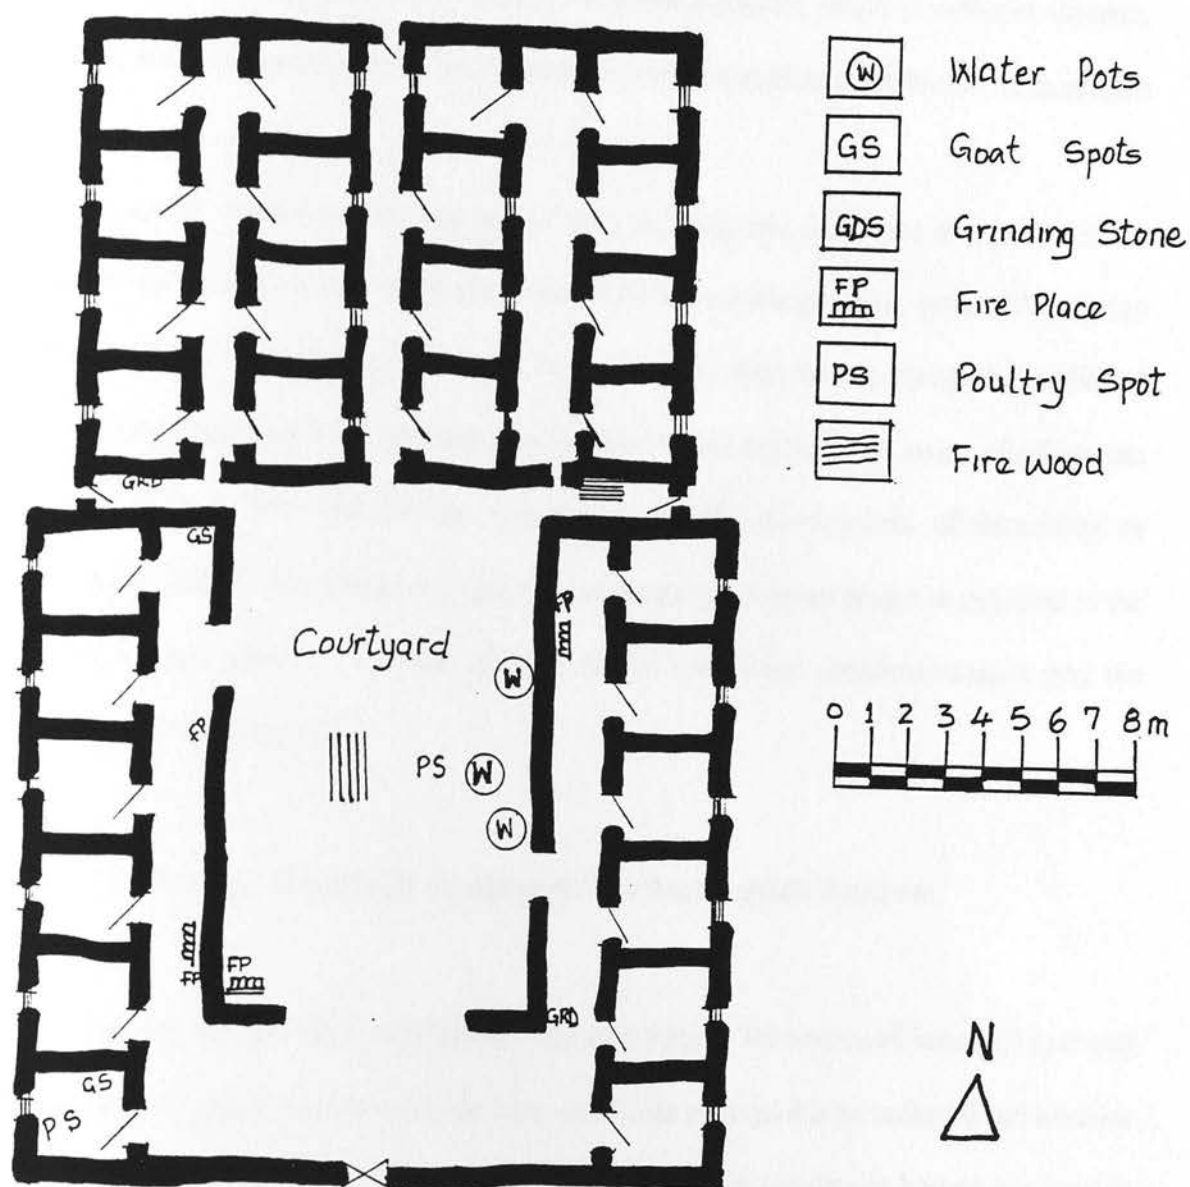 W Water Pots
GS Goat Spots
GDS Grinding Stone
FP Fire Place
PS Poultry Spot
Fire Wood
GRD
GS
FP
Courtyard
W
FP
PS W
W
FP
FP
GRD
GS
PS
0 1 2 3 4 5 6 7 8 m
N